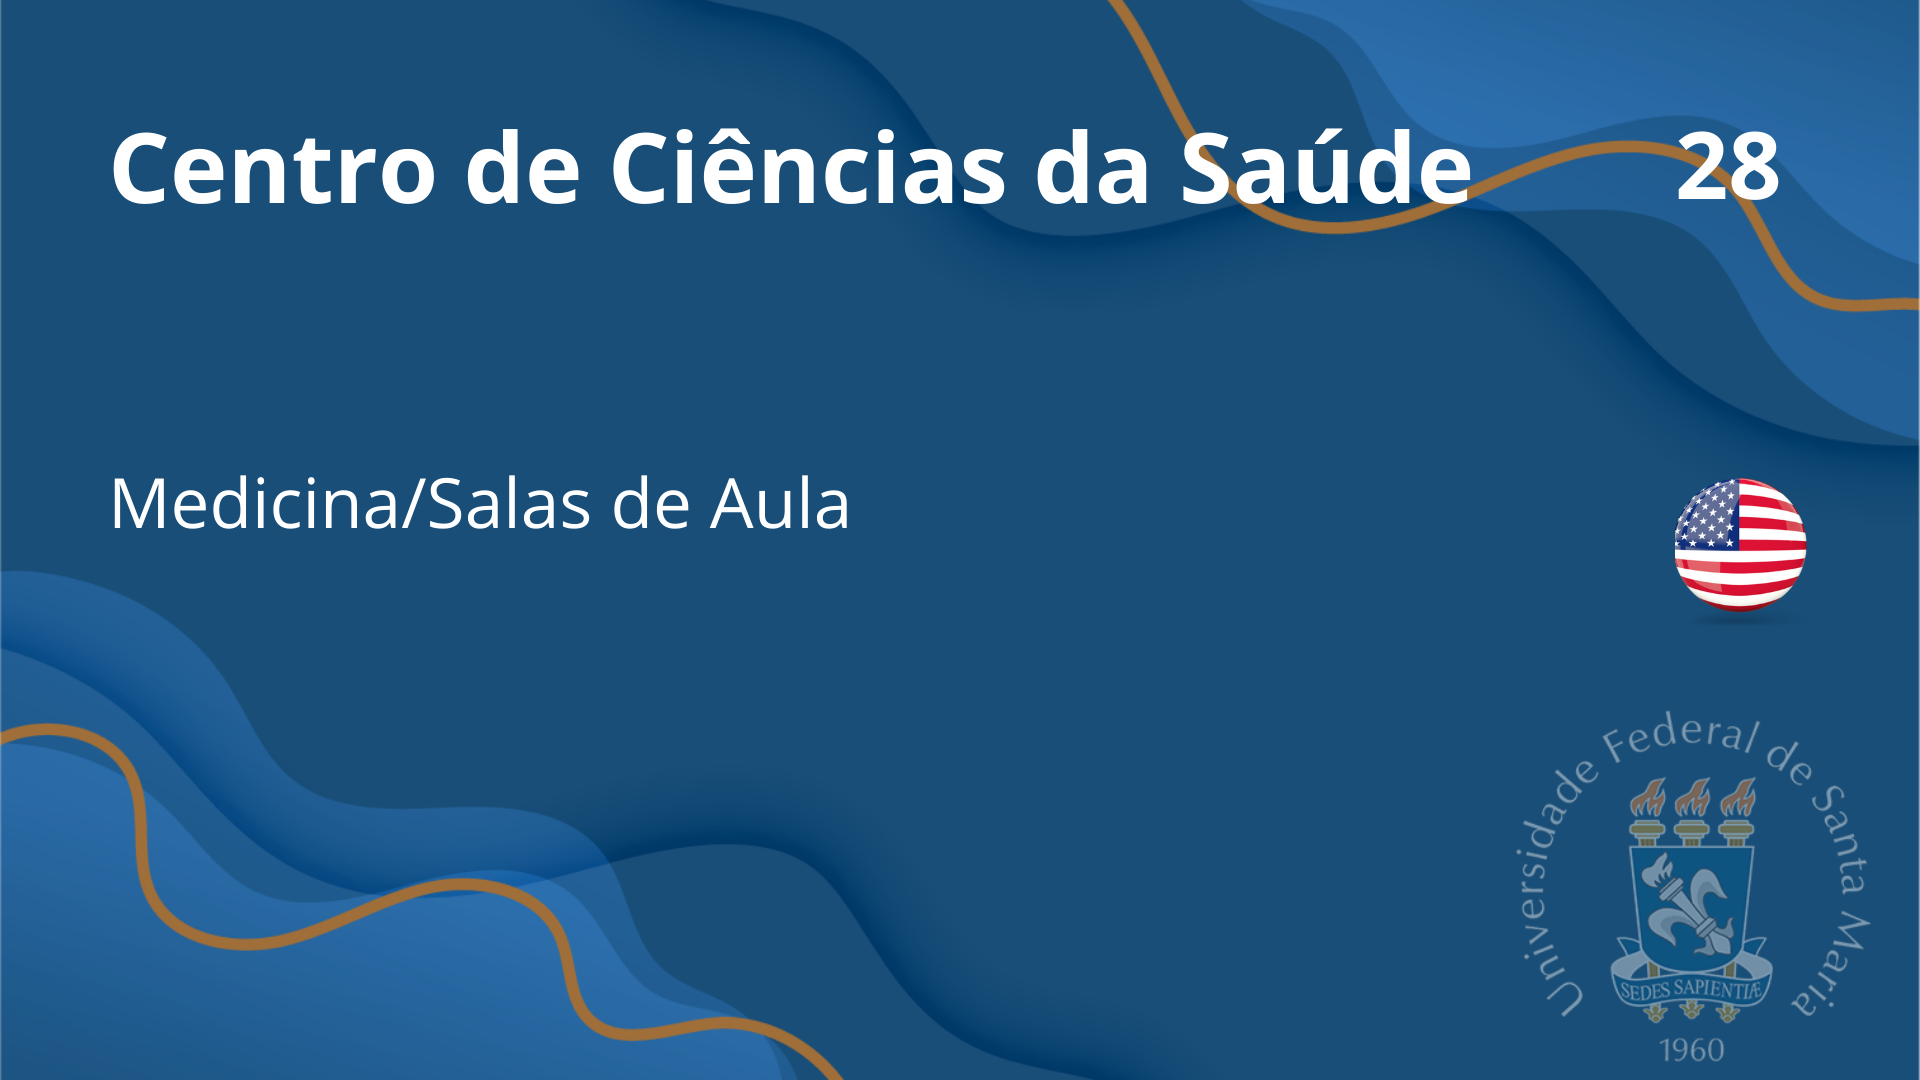 Centro de Ciências da Saúde 28
Medicina/Salas de Aula
Universidade Federal de Santa Maria
SEDES SAPIENTIÆ
1960